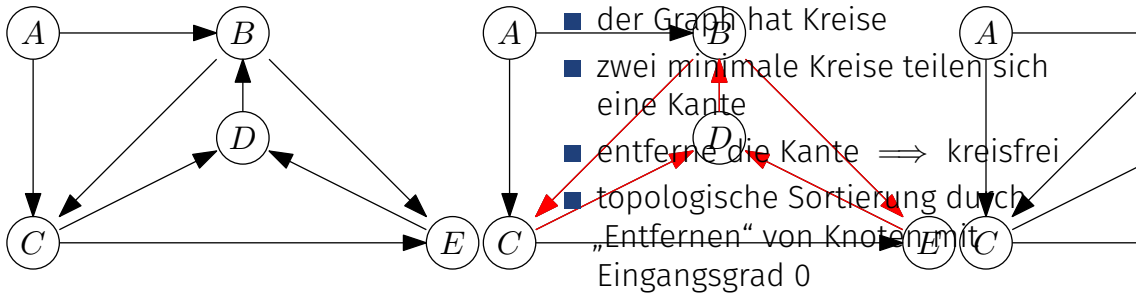 A B
D
C E
A B
D
C E
A
C
der Graph hat Kreise
zwei minimale Kreise teilen sich
eine Kante
entferne die Kante ⟹ kreisfrei
topologische Sortierung durch
„Entfernen“ von Knoten mit
Eingangsgrad 0